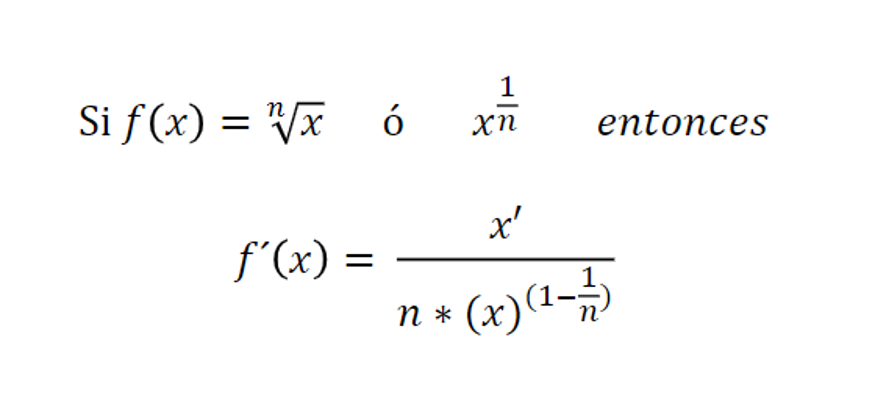 Si f(x) = ⁿ√x ó x^(1/n) entonces
f´(x) = x′ / (n * (x)^(1−1/n))